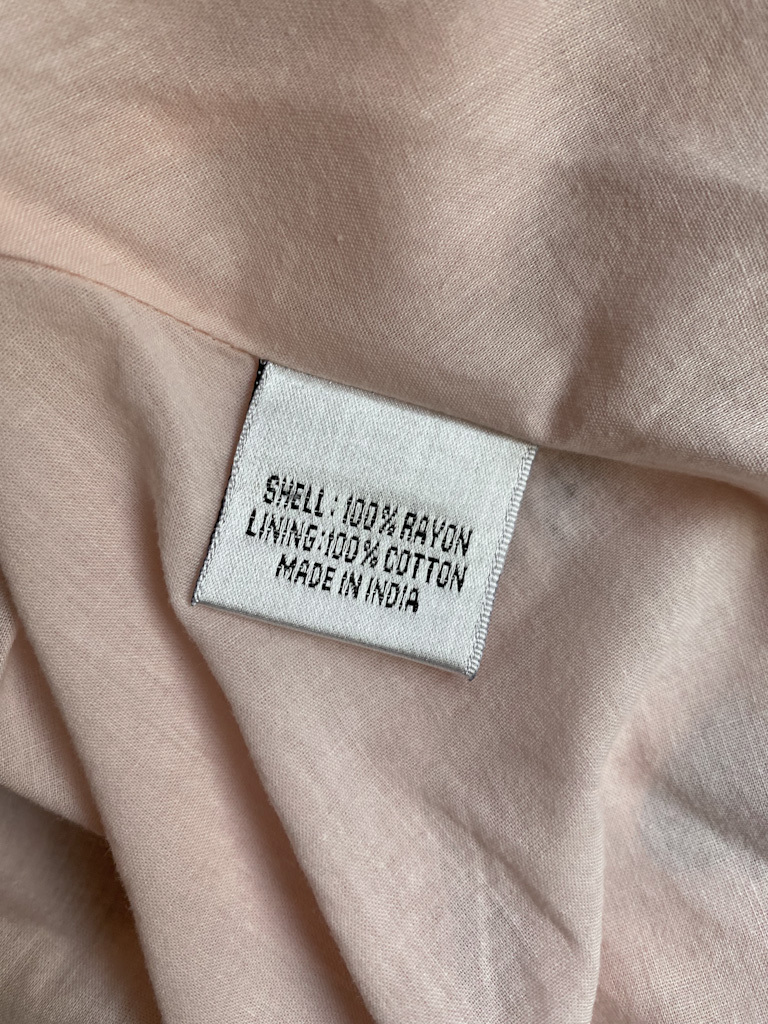 SHELL: 100% RAYON
LINING:100% COTTON
MADE IN INDIA